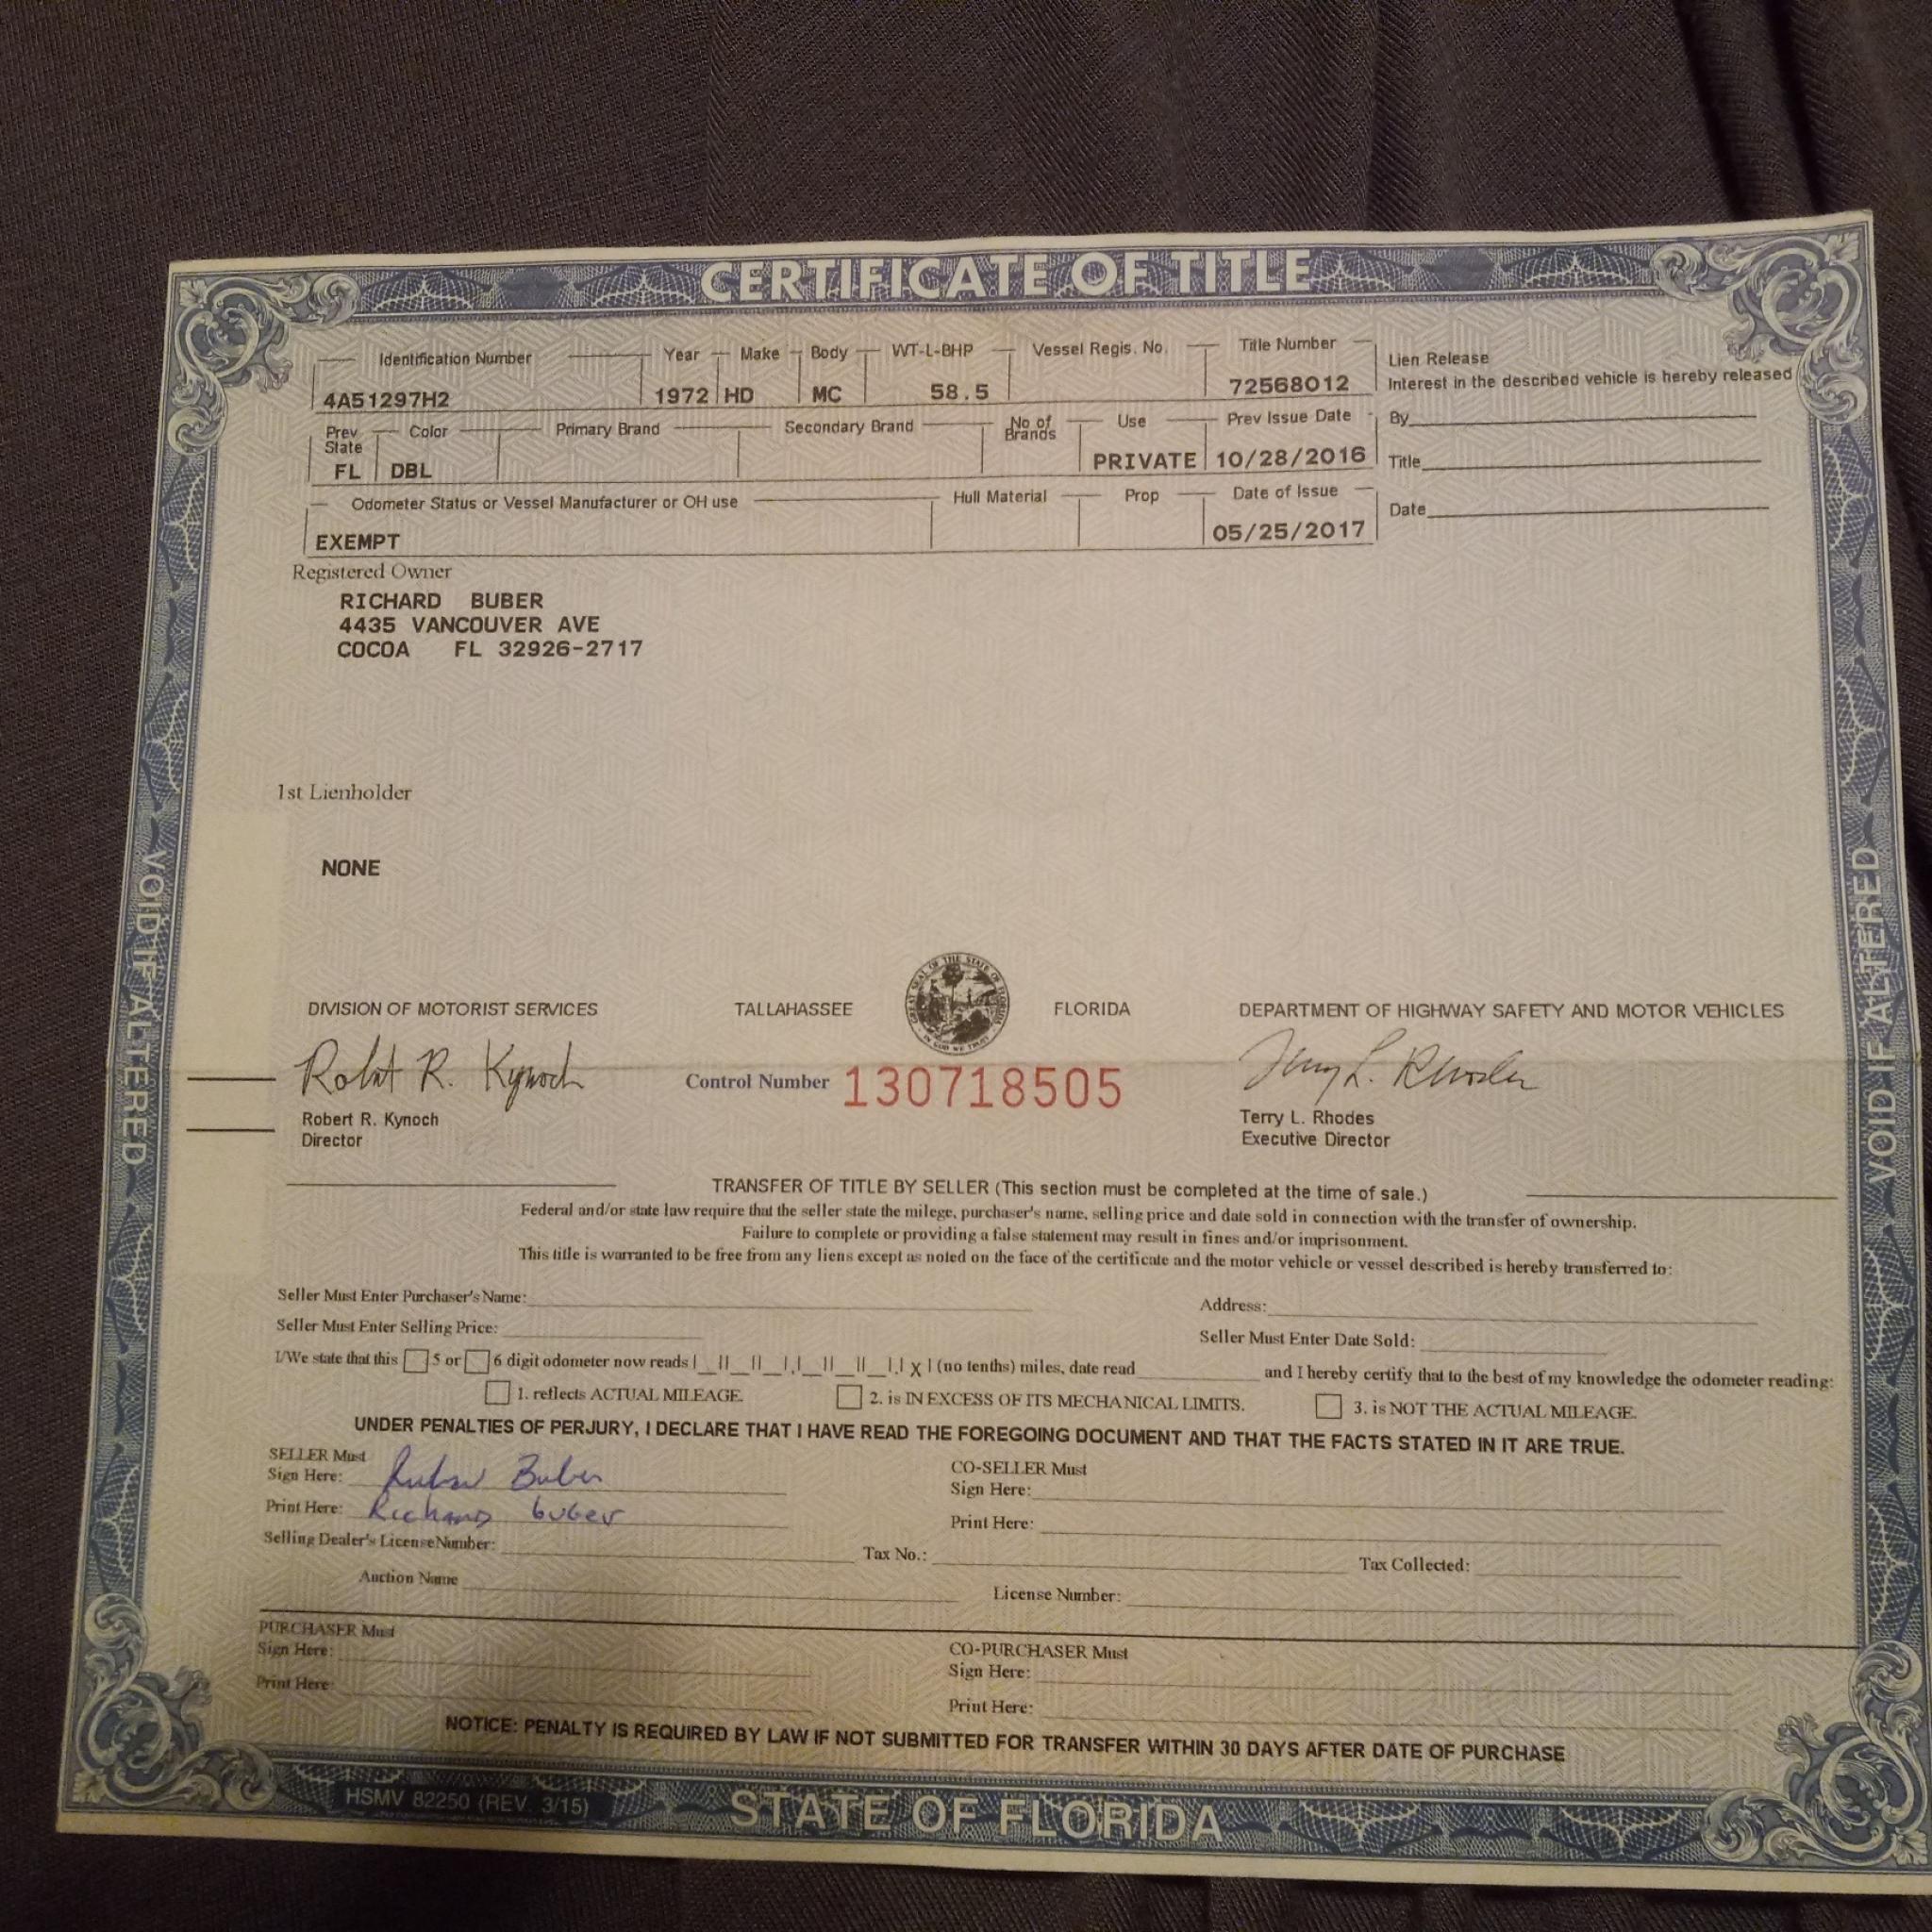 CERTIFICATE OF TITLE
Identification Number Year Make Body WT-L-BHP Vessel Regis. No. Title Number
4A51297H2 1972 HD MC 58.5 72568012
Lien Release
Interest in the described vehicle is hereby released
By
Title
Date
Prev State Color Primary Brand Secondary Brand No of Brands Use Prev Issue Date
FL DBL PRIVATE 10/28/2016
Odometer Status or Vessel Manufacturer or OH use Hull Material Prop Date of Issue
EXEMPT 05/25/2017
Registered Owner
RICHARD BUBER
4435 VANCOUVER AVE
COCOA FL 32926-2717
1st Lienholder
NONE
VOID IF ALTERED
VOID IF ALTERED
GREAT SEAL OF THE STATE OF FLORIDA
IN GOD WE TRUST
DIVISION OF MOTORIST SERVICES TALLAHASSEE FLORIDA DEPARTMENT OF HIGHWAY SAFETY AND MOTOR VEHICLES
Robert R. Kynoch
Control Number 130718505
Terry L. Rhodes
Robert R. Kynoch
Director
Terry L. Rhodes
Executive Director
TRANSFER OF TITLE BY SELLER (This section must be completed at the time of sale.)
Federal and/or state law require that the seller state the milege, purchaser's name, selling price and date sold in connection with the transfer of ownership.
Failure to complete or providing a false statement may result in fines and/or imprisonment.
This title is warranted to be free from any liens except as noted on the face of the certificate and the motor vehicle or vessel described is hereby transferred to:
Seller Must Enter Purchaser's Name: Address:
Seller Must Enter Selling Price: Seller Must Enter Date Sold:
I/We state that this 5 or 6 digit odometer now reads X (no tenths) miles, date read and I hereby certify that to the best of my knowledge the odometer reading:
1. reflects ACTUAL MILEAGE. 2. is IN EXCESS OF ITS MECHANICAL LIMITS. 3. is NOT THE ACTUAL MILEAGE.
UNDER PENALTIES OF PERJURY, I DECLARE THAT I HAVE READ THE FOREGOING DOCUMENT AND THAT THE FACTS STATED IN IT ARE TRUE.
SELLER Must
Sign Here: Richard Buber
CO-SELLER Must
Sign Here:
Print Here: Richard buber
Print Here:
Selling Dealer's License Number: Tax No.: Tax Collected:
Auction Name License Number:
PURCHASER Must
Sign Here:
CO-PURCHASER Must
Sign Here:
Print Here:
Print Here:
NOTICE: PENALTY IS REQUIRED BY LAW IF NOT SUBMITTED FOR TRANSFER WITHIN 30 DAYS AFTER DATE OF PURCHASE
HSMV 82250 (REV. 3/15)
STATE OF FLORIDA